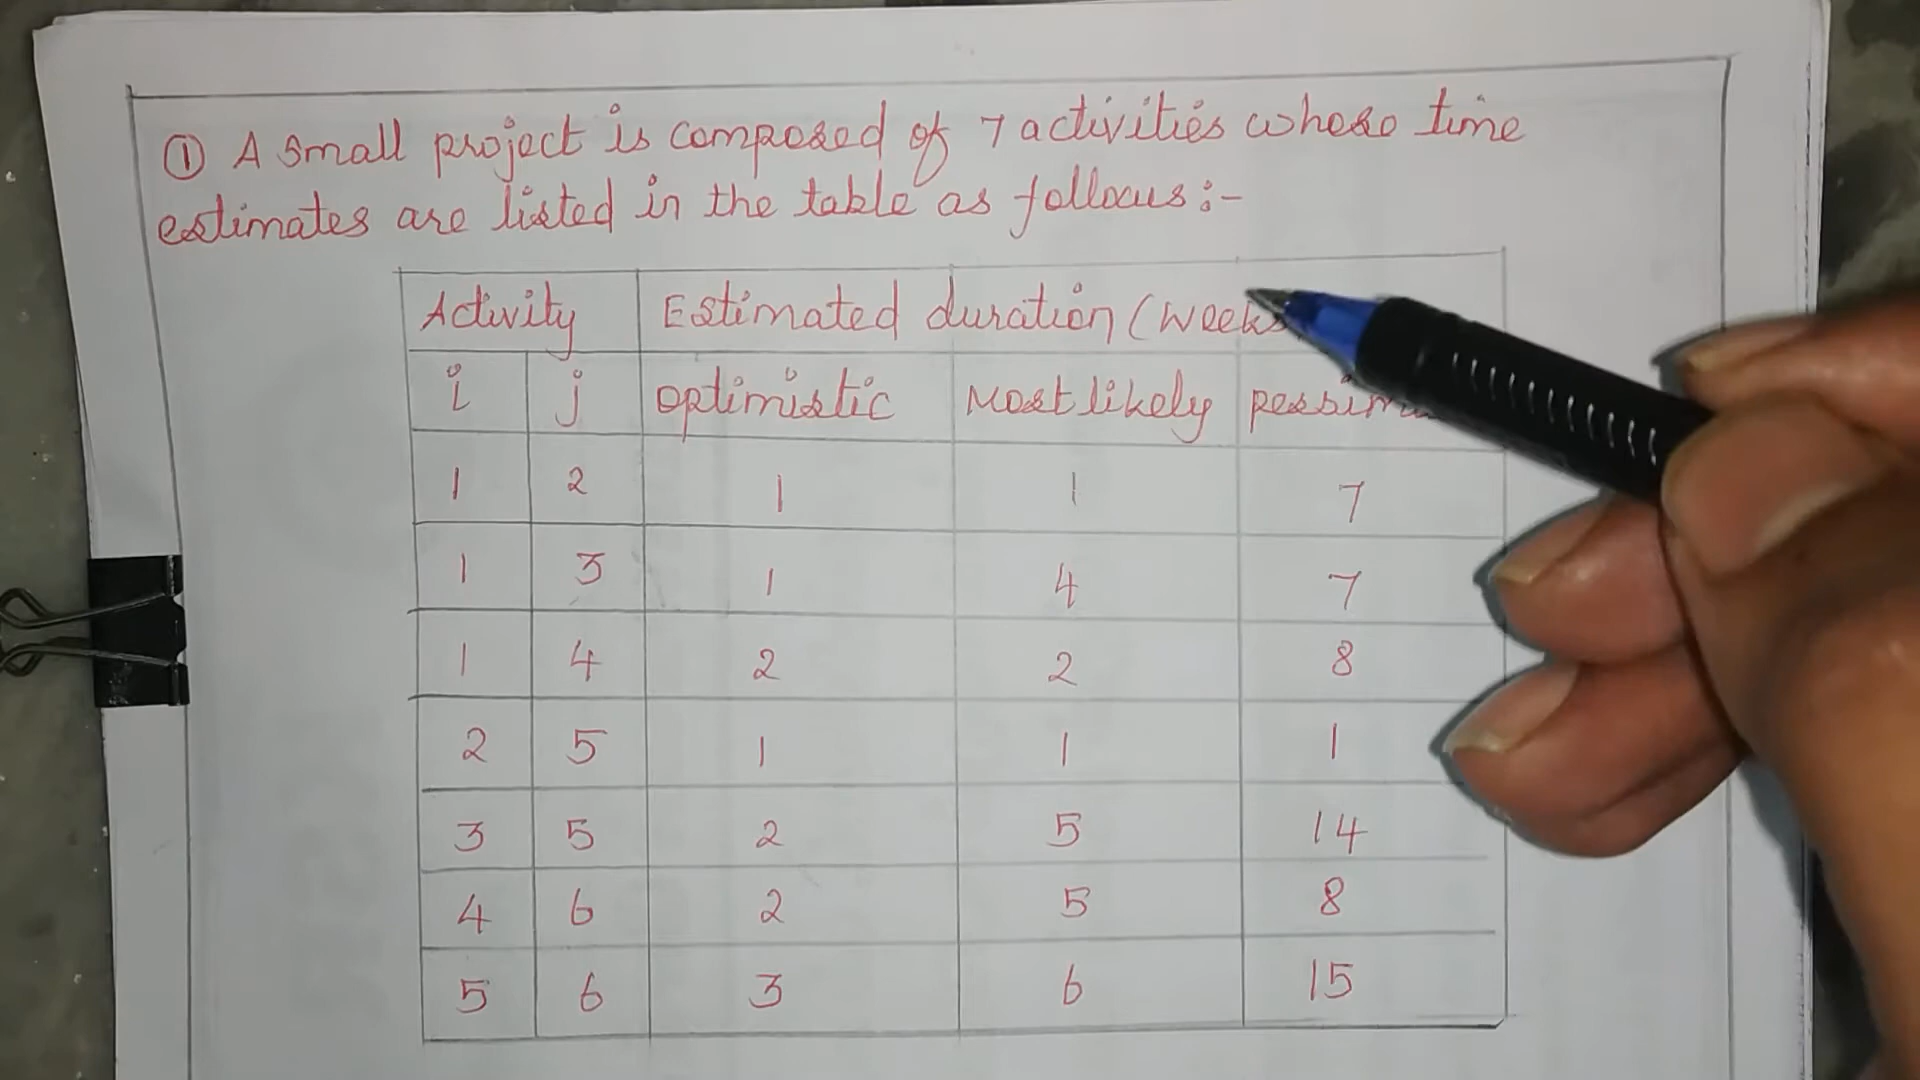 ① A small project is composed of 7 activities whose time
estimates are listed in the table as follows:-
Activity Estimated duration (weeks
i j optimistic Most likely
1 2 1 1 7
1 3 1 4 7
1 4 2 2 8
2 5 1 1 1
3 5 2 5 14
4 6 2 5 8
5 6 3 6 15